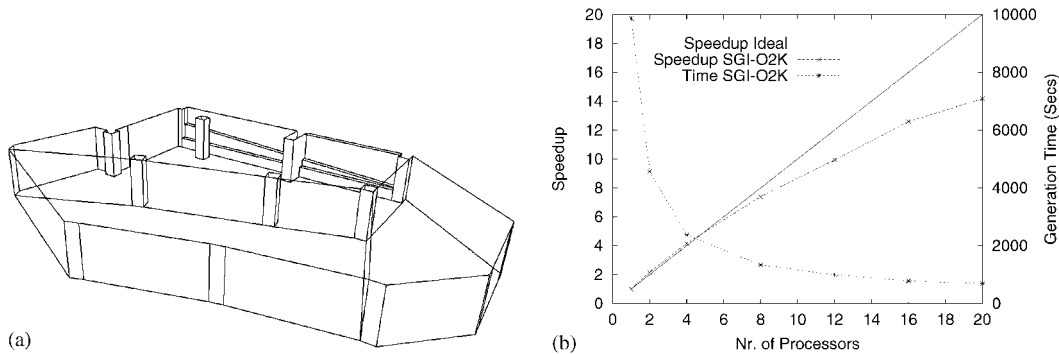 (a)
(b)
Speedup
20
18
16
14
12
10
8
6
4
2
0
Speedup Ideal
Speedup SGI-O2K
Time SGI-O2K
10000
8000
6000
4000
2000
0
Generation Time (Secs)
0 2 4 6 8 10 12 14 16 18 20
Nr. of Processors